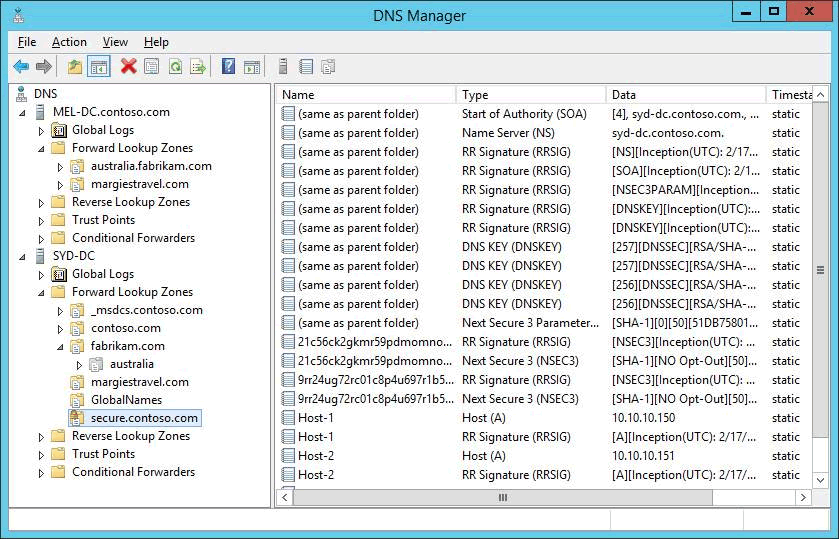 DNS Manager
File Action View Help
DNS
MEL-DC.contoso.com
Global Logs
Forward Lookup Zones
australia.fabrikam.com
margiestravel.com
Reverse Lookup Zones
Trust Points
Conditional Forwarders
SYD-DC
Global Logs
Forward Lookup Zones
_msdcs.contoso.com
contoso.com
fabrikam.com
australia
margiestravel.com
GlobalNames
secure.contoso.com
Reverse Lookup Zones
Trust Points
Conditional Forwarders
Name Type Data Timesta
(same as parent folder) Start of Authority (SOA) [4], syd-dc.contoso.com., ... static
(same as parent folder) Name Server (NS) syd-dc.contoso.com. static
(same as parent folder) RR Signature (RRSIG) [NS][Inception(UTC): 2/17... static
(same as parent folder) RR Signature (RRSIG) [SOA][Inception(UTC): 2/1... static
(same as parent folder) RR Signature (RRSIG) [NSEC3PARAM][Inception... static
(same as parent folder) RR Signature (RRSIG) [DNSKEY][Inception(UTC):... static
(same as parent folder) RR Signature (RRSIG) [DNSKEY][Inception(UTC):... static
(same as parent folder) DNS KEY (DNSKEY) [257][DNSSEC][RSA/SHA-... static
(same as parent folder) DNS KEY (DNSKEY) [257][DNSSEC][RSA/SHA-... static
(same as parent folder) DNS KEY (DNSKEY) [256][DNSSEC][RSA/SHA-... static
(same as parent folder) DNS KEY (DNSKEY) [256][DNSSEC][RSA/SHA-... static
(same as parent folder) Next Secure 3 Parameter... [SHA-1][0][50][51DB75801... static
21c56ck2gkmr59pdmomno... RR Signature (RRSIG) [NSEC3][Inception(UTC): ... static
21c56ck2gkmr59pdmomno... Next Secure 3 (NSEC3) [SHA-1][NO Opt-Out][50]... static
9rr24ug72rc01c8p4u697r1b5... RR Signature (RRSIG) [NSEC3][Inception(UTC): ... static
9rr24ug72rc01c8p4u697r1b5... Next Secure 3 (NSEC3) [SHA-1][NO Opt-Out][50]... static
Host-1 Host (A) 10.10.10.150 static
Host-1 RR Signature (RRSIG) [A][Inception(UTC): 2/17/... static
Host-2 Host (A) 10.10.10.151 static
Host-2 RR Signature (RRSIG) [A][Inception(UTC): 2/17/... static